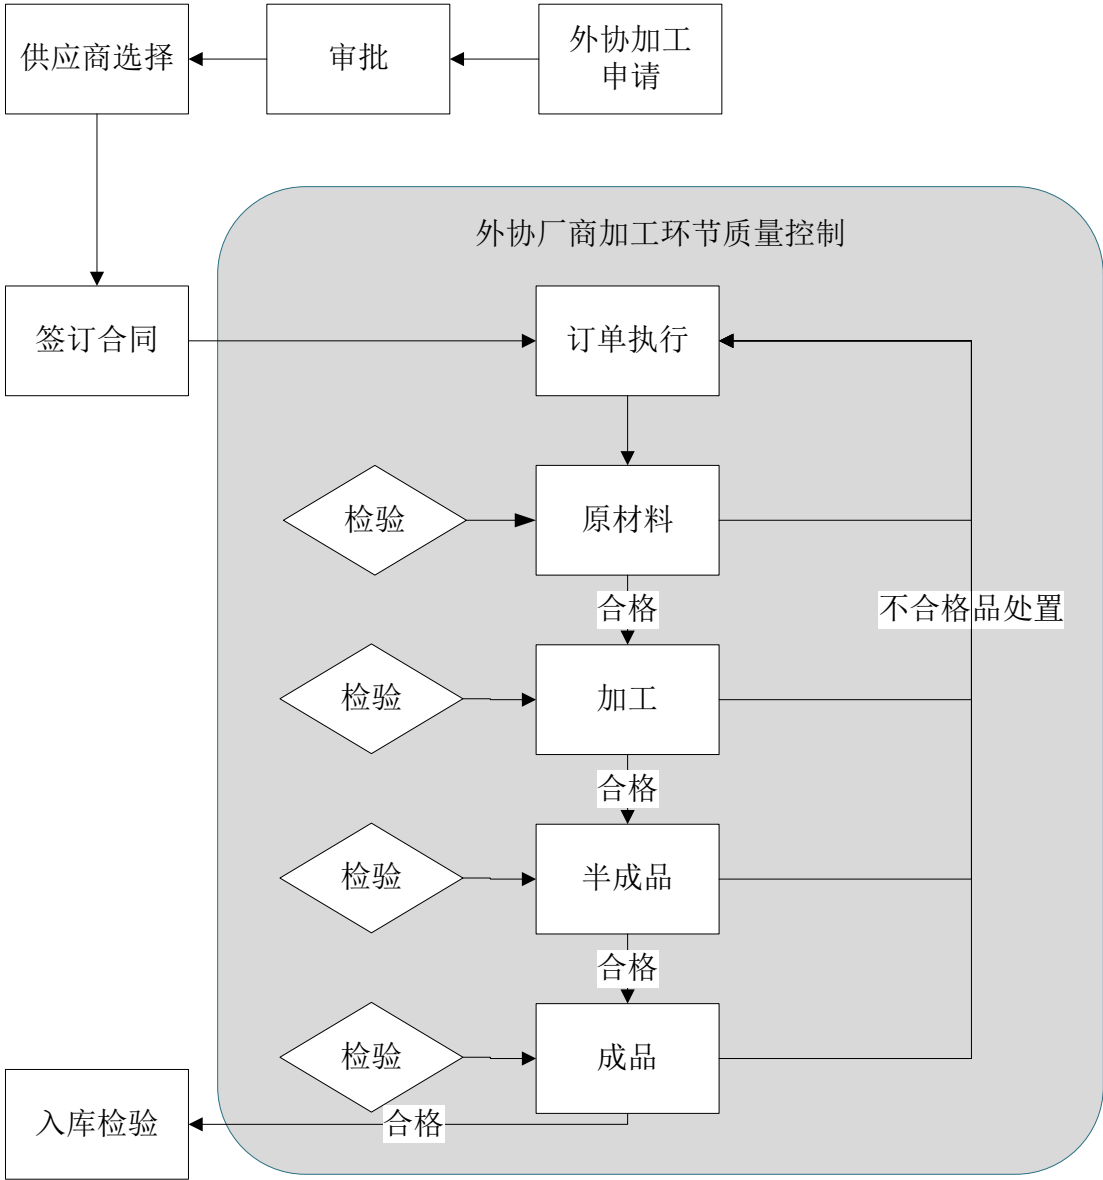 供应商选择
审批
外协加工
申请
外协厂商加工环节质量控制
签订合同
订单执行
检验
原材料
合格
不合格品处置
检验
加工
合格
检验
半成品
合格
检验
成品
合格
入库检验